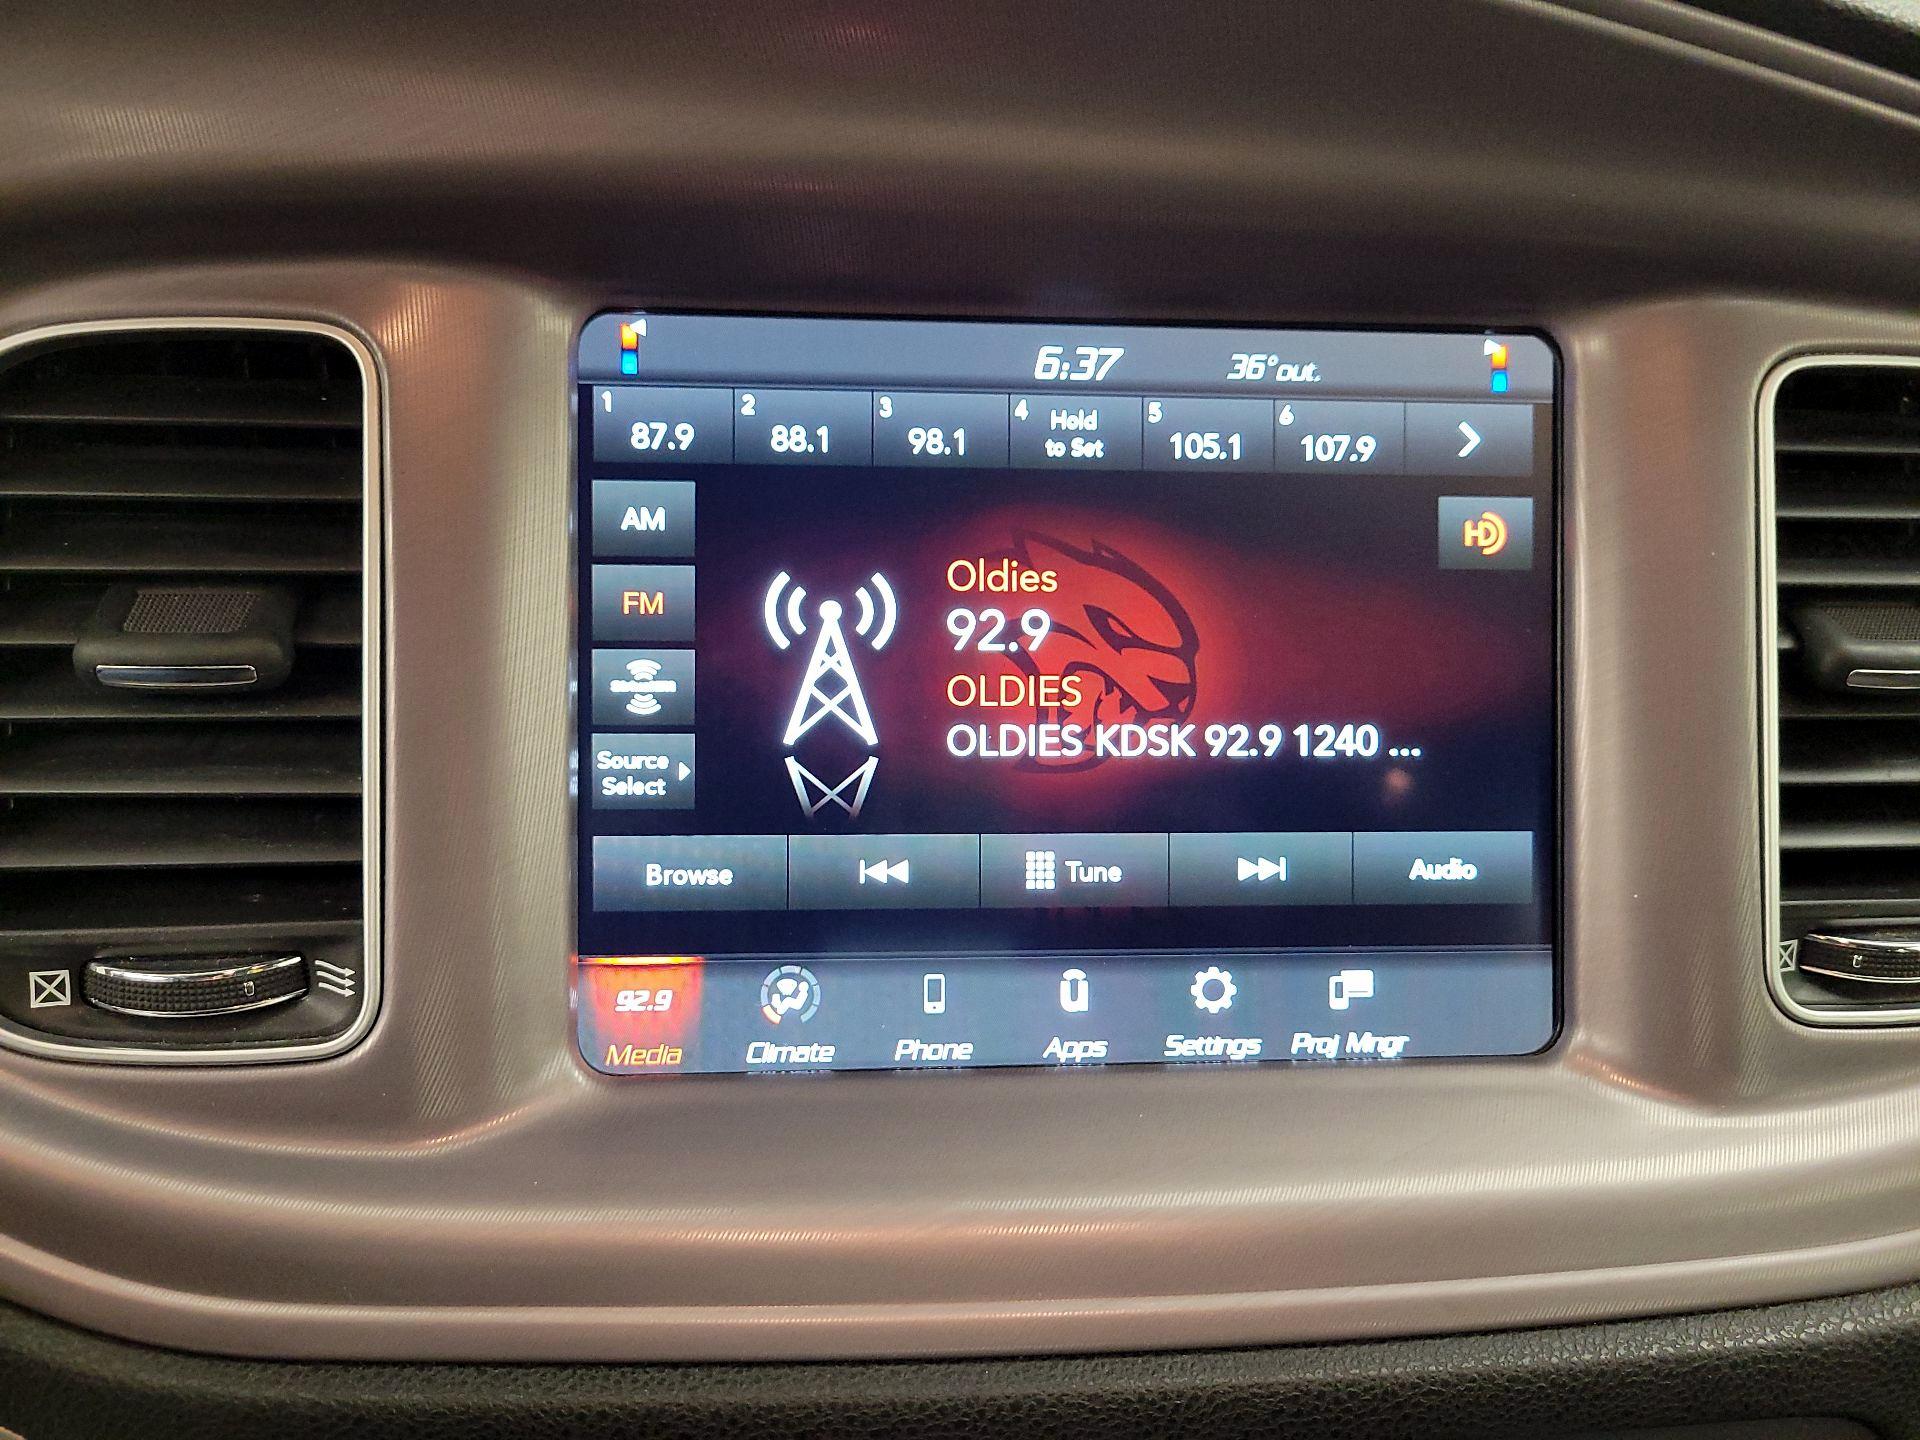 6:37 36° out.
1 87.9
2 88.1
3 98.1
4 Hold to Set
5 105.1
6 107.9
AM
HD
FM
Oldies
92.9
OLDIES
OLDIES KDSK 92.9 1240 ...
Source
Select
Browse
Tune
Audio
92.9
Media
Climate
Phone
Apps
Settings
Proj Mngr